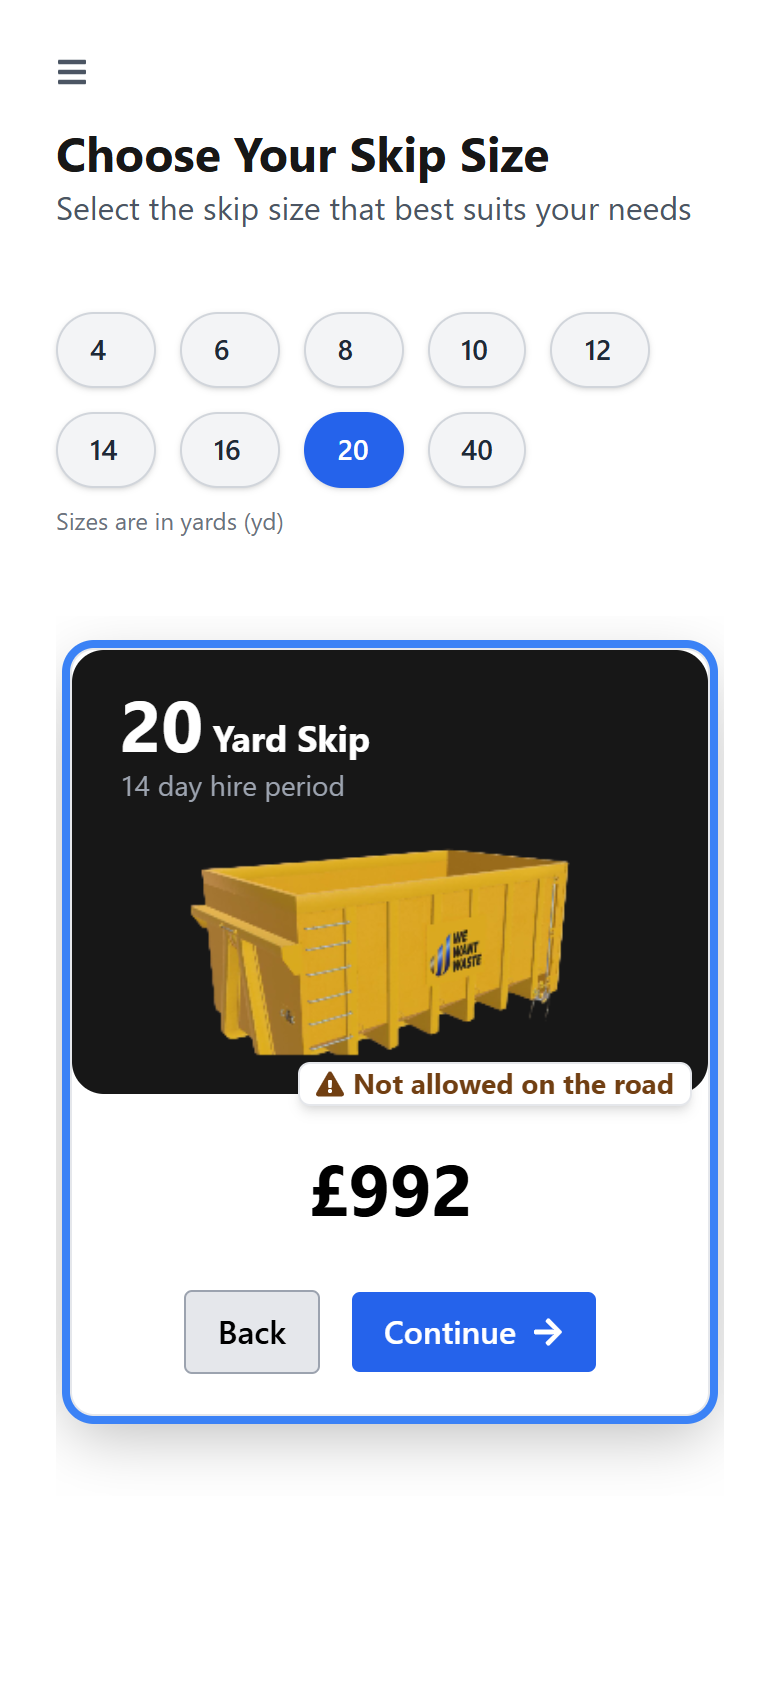 Choose Your Skip Size
Select the skip size that best suits your needs
4 6 8 10 12
14 16 20 40
Sizes are in yards (yd)
20 Yard Skip
14 day hire period
WE
WANT
WASTE
Not allowed on the road
£992
Back Continue